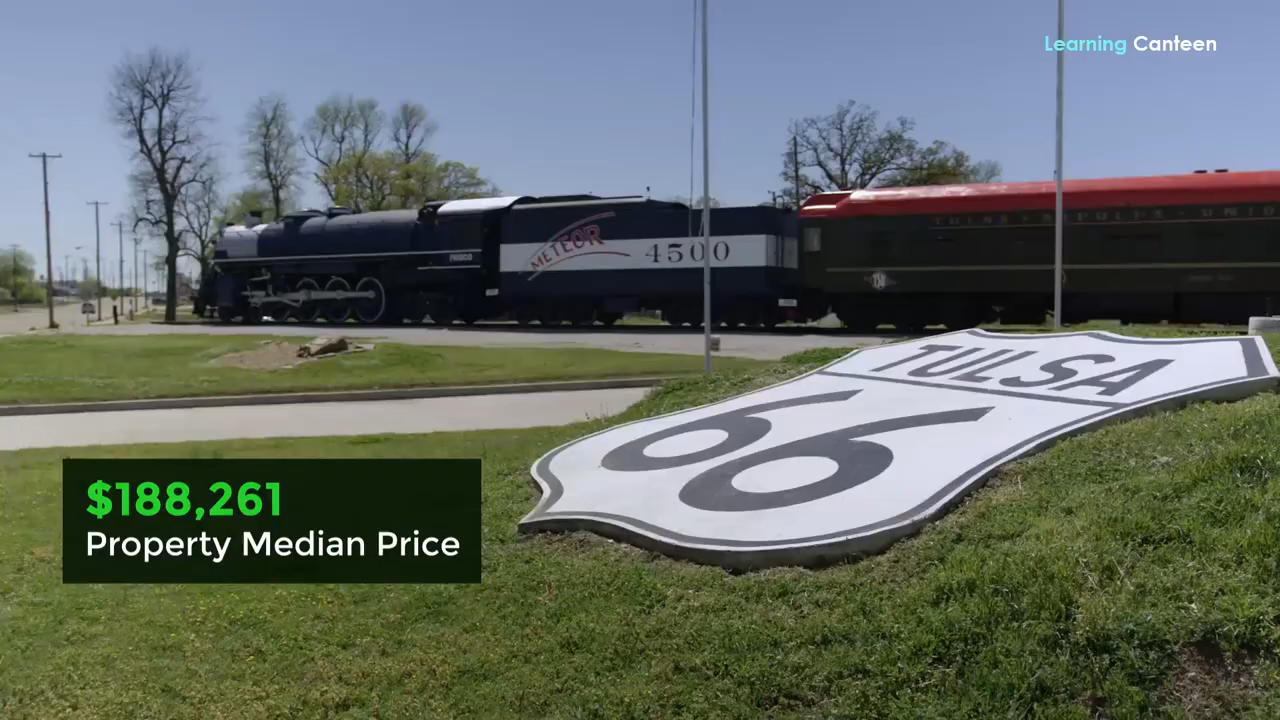 Learning Canteen
METEOR
4500
FRISCO
TULSA
66
$188,261
Property Median Price